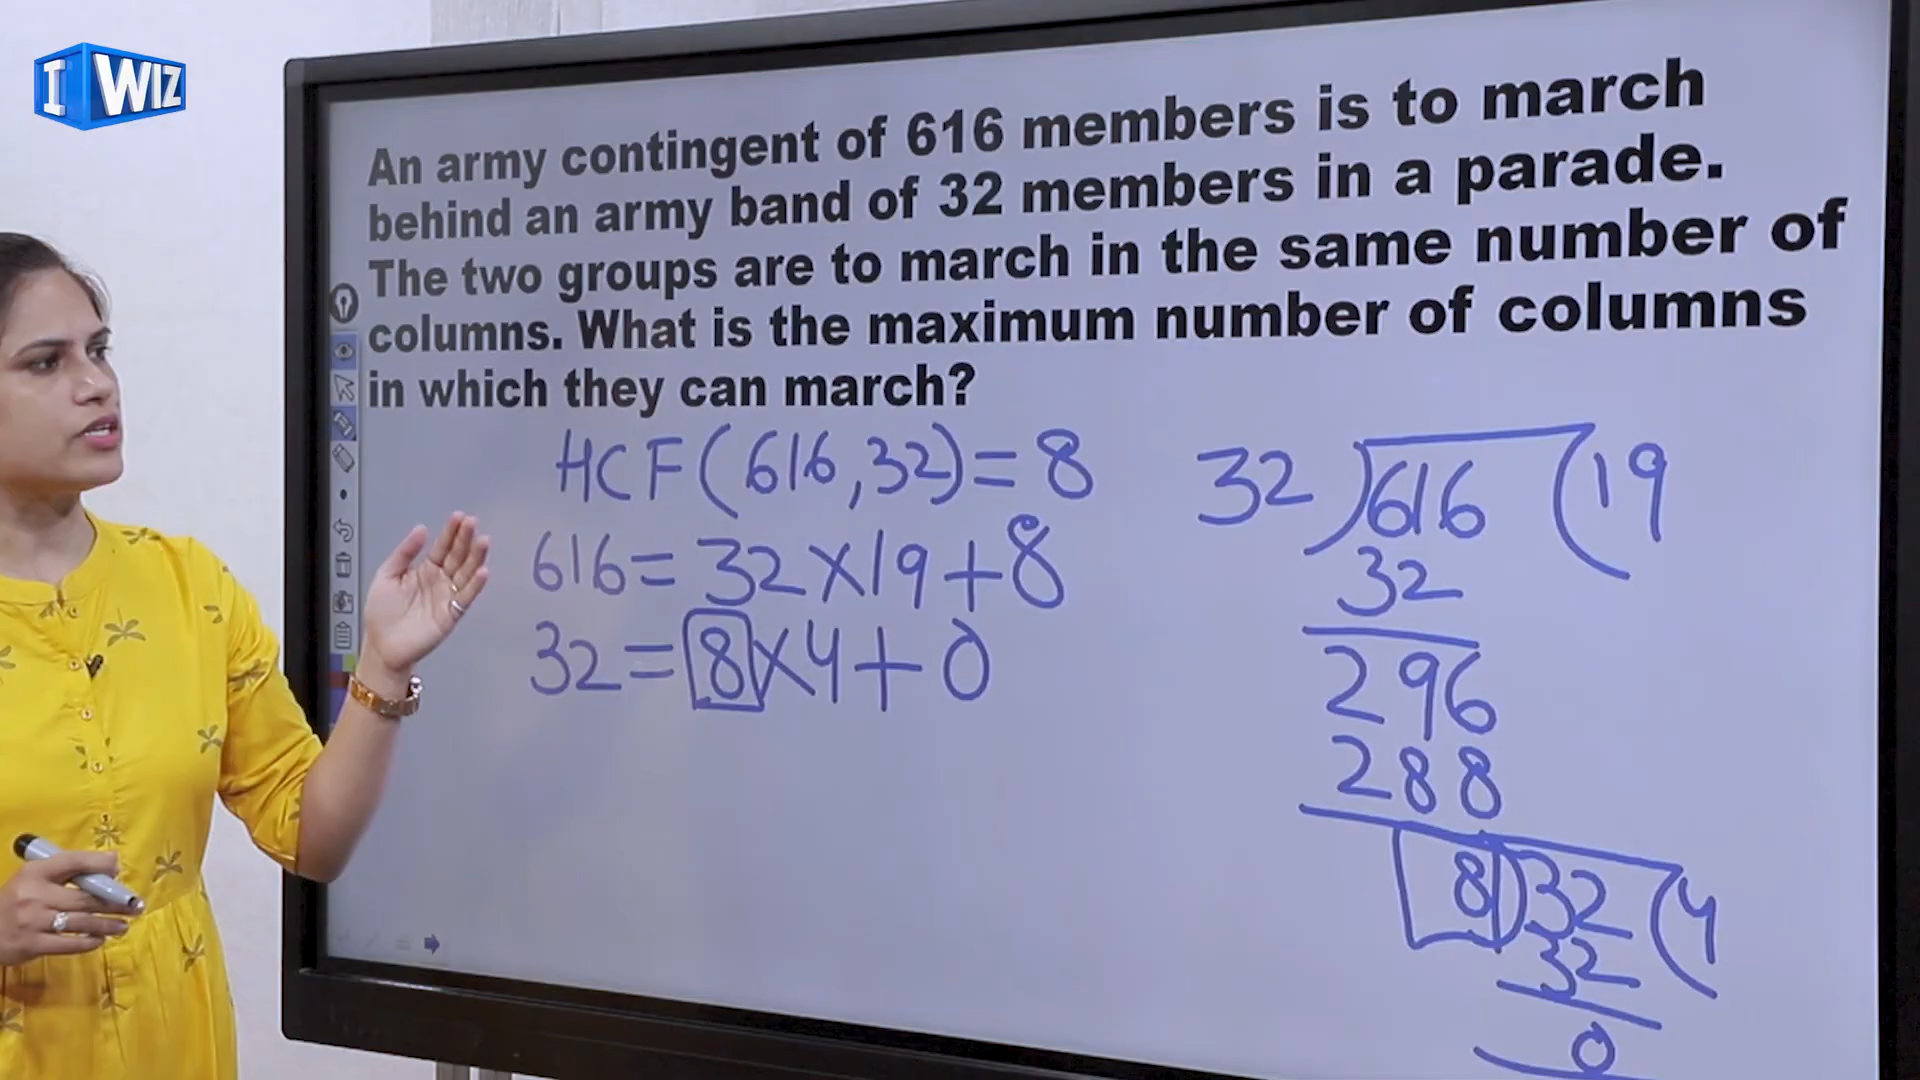 I WIZ
An army contingent of 616 members is to march
behind an army band of 32 members in a parade.
The two groups are to march in the same number of
columns. What is the maximum number of columns
in which they can march?
HCF(616,32)=8
616=32×19+8
32=8×4+0
32)616(19
32
296
288
8)32(4
32
0